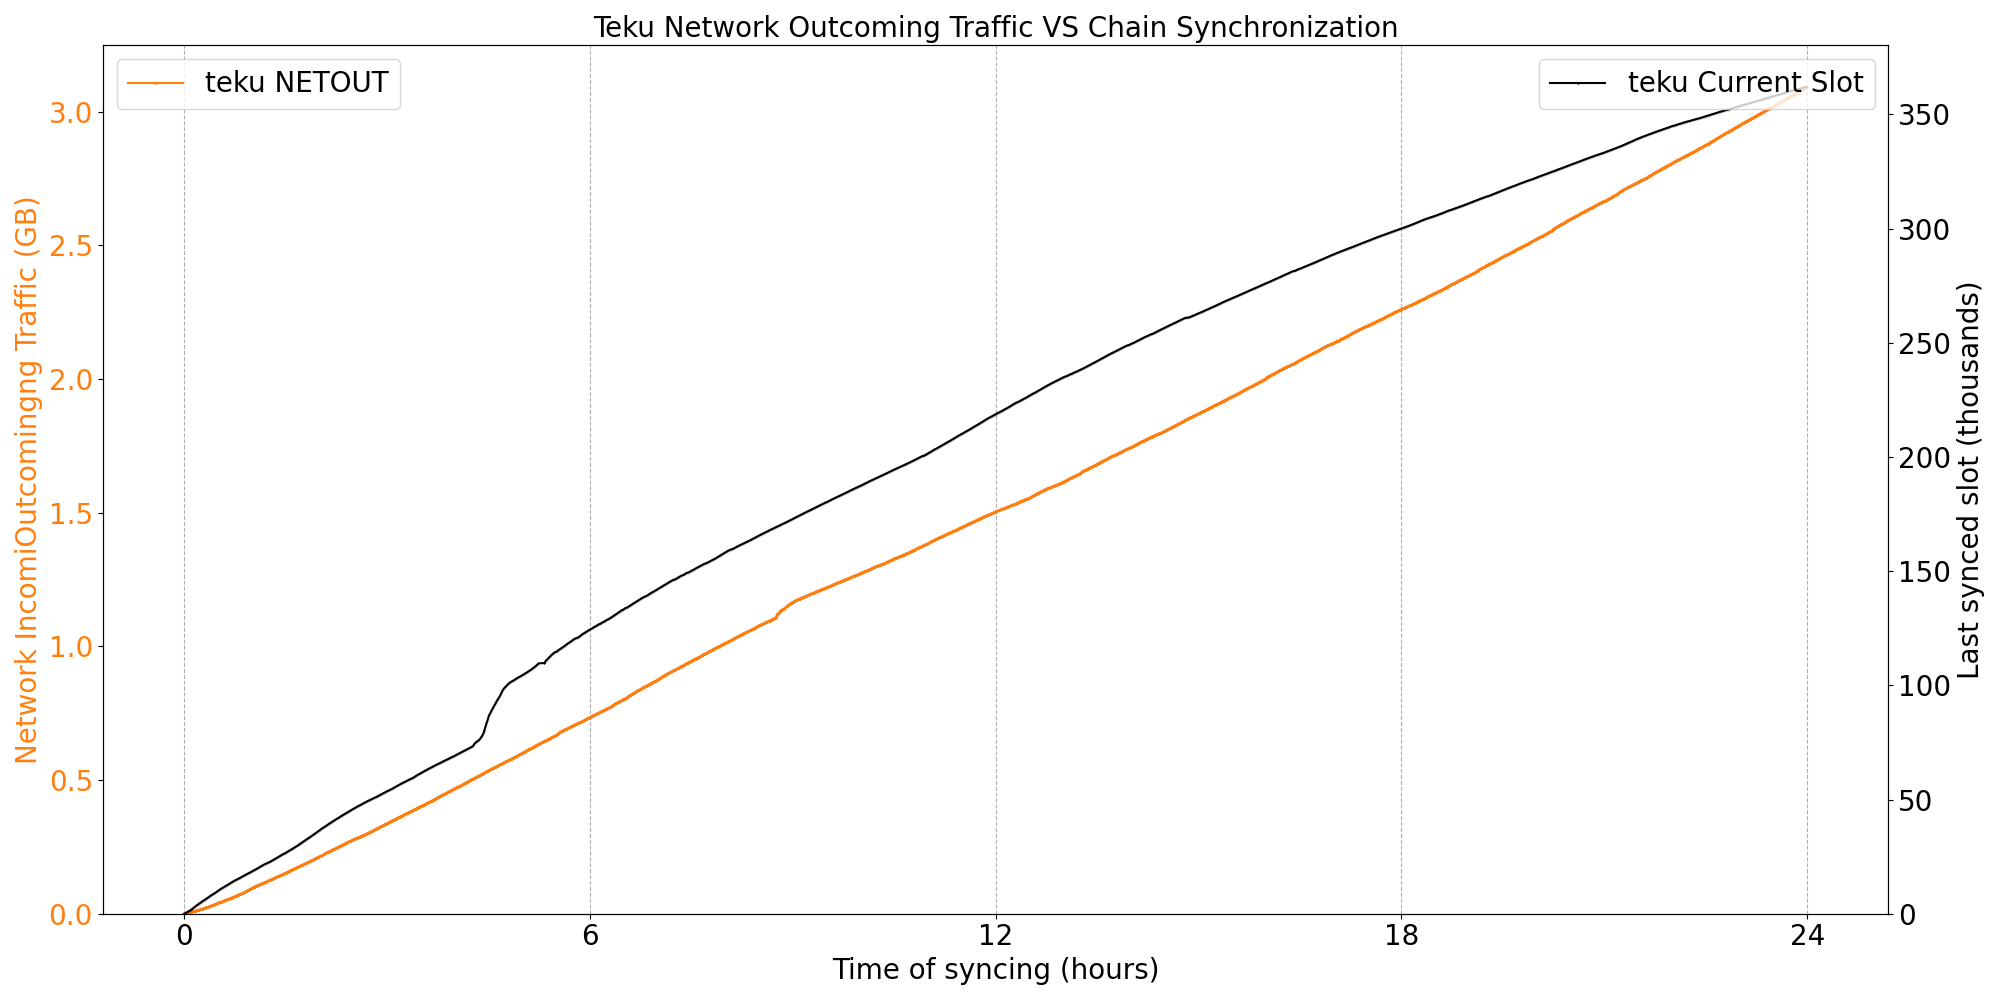 Teku Network Outcoming Traffic VS Chain Synchronization
teku NETOUT
teku Current Slot
Network IncomiOutcomingng Traffic (GB)
3.0
2.5
2.0
1.5
1.0
0.5
0.0
350
300
250
200
150
100
50
0
Last synced slot (thousands)
0 6 12 18 24
Time of syncing (hours)